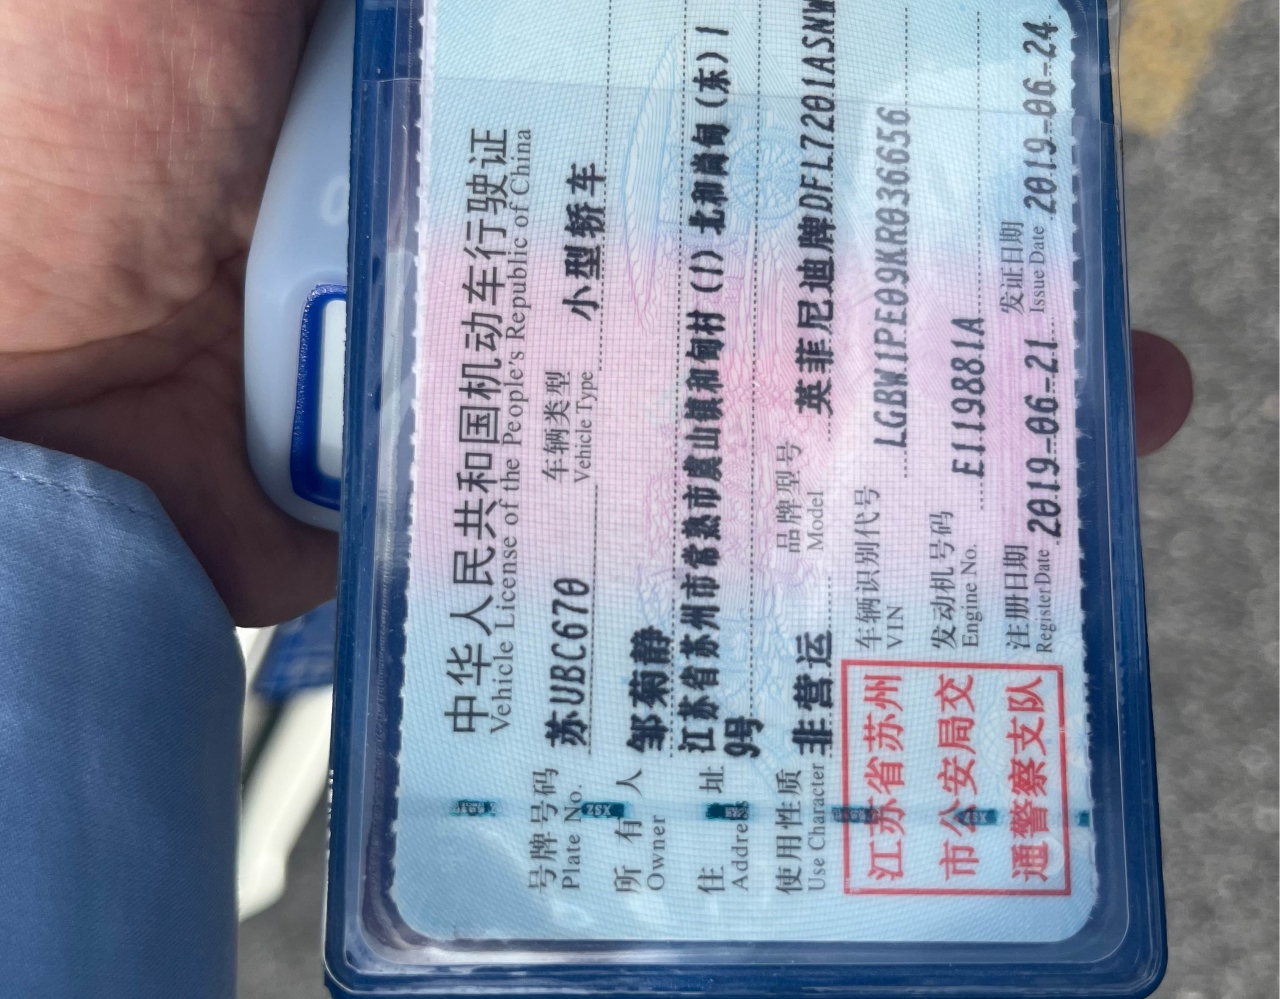 中华人民共和国机动车行驶证
Vehicle License of the People's Republic of China
号牌号码 苏UBC670 车辆类型 小型轿车
Plate No. Vehicle Type
所有人 邹菊静
Owner
住址 江苏省苏州市常熟市虞山镇和甸村(1)北和尚甸(东)1
Address 9号
使用性质 非营运 品牌型号 英菲尼迪牌DFL7201ASNW
Use Character Model
江苏省苏州
市公安局交
通警察支队
车辆识别代号 LGBW1PE09KR036656
VIN
发动机号码 E119881A
Engine No.
注册日期 2019-06-21 发证日期 2019-06-24
Register Date Issue Date